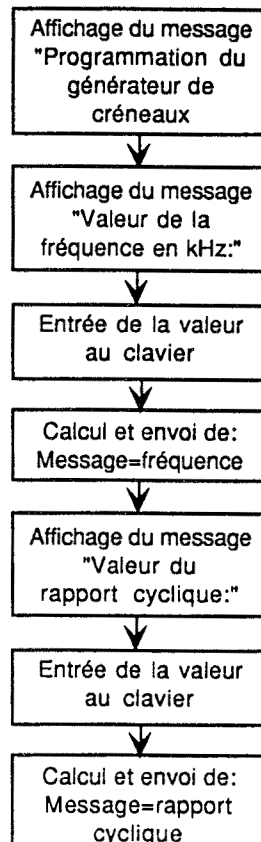 Affichage du message
"Programmation du
générateur de
créneaux
Affichage du message
"Valeur de la
fréquence en kHz:"
Entrée de la valeur
au clavier
Calcul et envoi de:
Message=fréquence
Affichage du message
"Valeur du
rapport cyclique:"
Entrée de la valeur
au clavier
Calcul et envoi de:
Message=rapport
cyclique